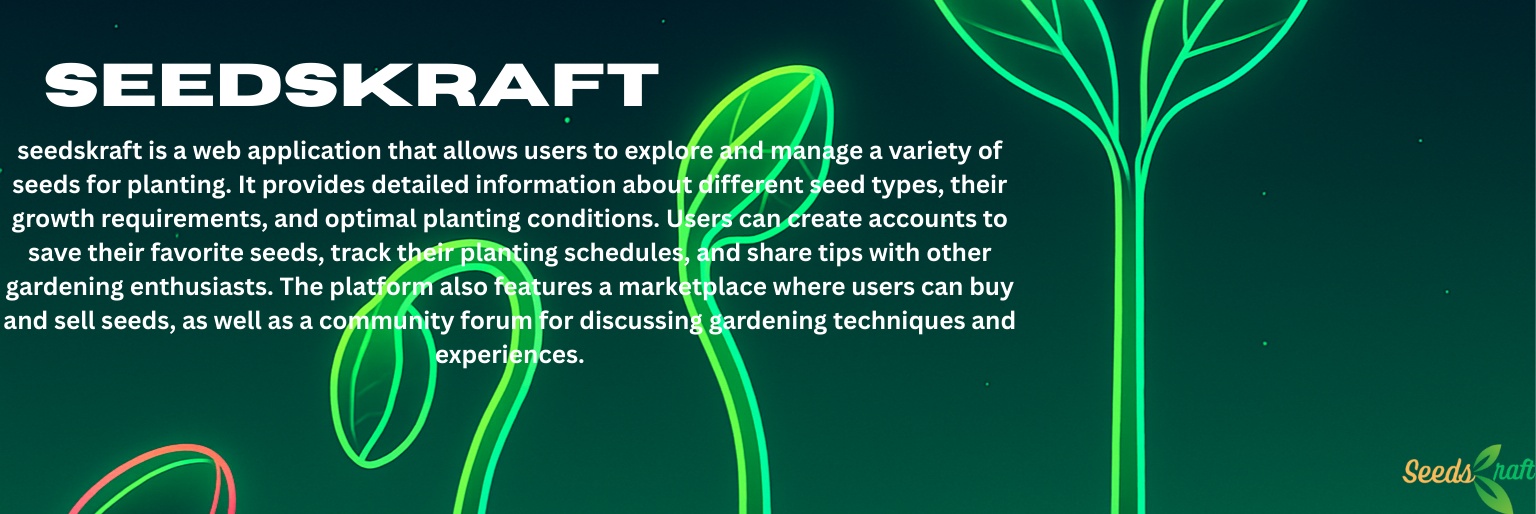 SEEDSKRAFT
seedskraft is a web application that allows users to explore and manage a variety of
seeds for planting. It provides detailed information about different seed types, their
growth requirements, and optimal planting conditions. Users can create accounts to
save their favorite seeds, track their planting schedules, and share tips with other
gardening enthusiasts. The platform also features a marketplace where users can buy
and sell seeds, as well as a community forum for discussing gardening techniques and
experiences.
SeedsKraft